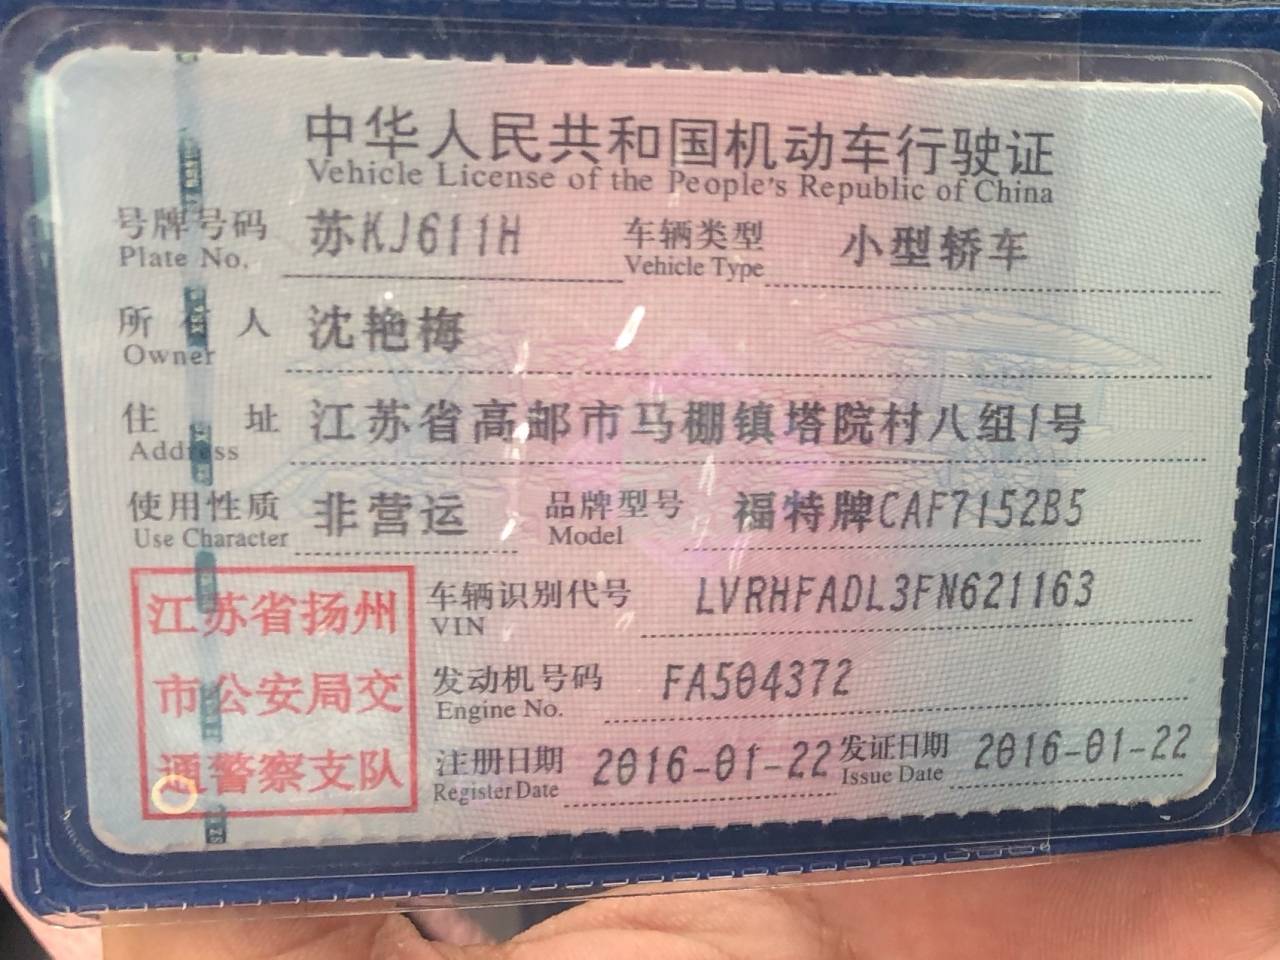 中华人民共和国机动车行驶证
Vehicle License of the People's Republic of China
号牌号码 苏KJ611H 车辆类型 小型轿车
Plate No. Vehicle Type
所有人 沈艳梅
Owner
住址 江苏省高邮市马棚镇塔院村八组1号
Address
使用性质 非营运 品牌型号 福特牌CAF7152B5
Use Character Model
江苏省扬州
市公安局交
通警察支队
车辆识别代号 LVRHFADL3FN621163
VIN
发动机号码 FA504372
Engine No.
注册日期 2016-01-22 发证日期 2016-01-22
Register Date Issue Date